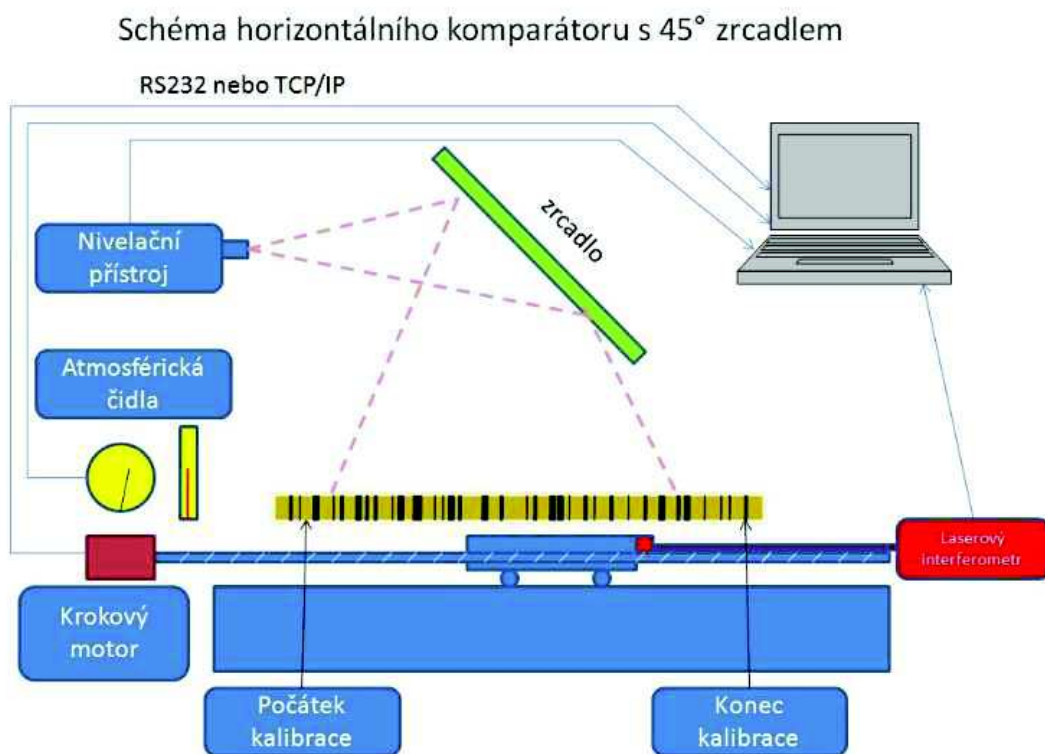 Schéma horizontálního komparátoru s 45° zrcadlem
RS232 nebo TCP/IP
Nivelační
přístroj
zrcadlo
Atmosférická
čidla
Laserový
interferometr
Krokový
motor
Počátek
kalibrace
Konec
kalibrace